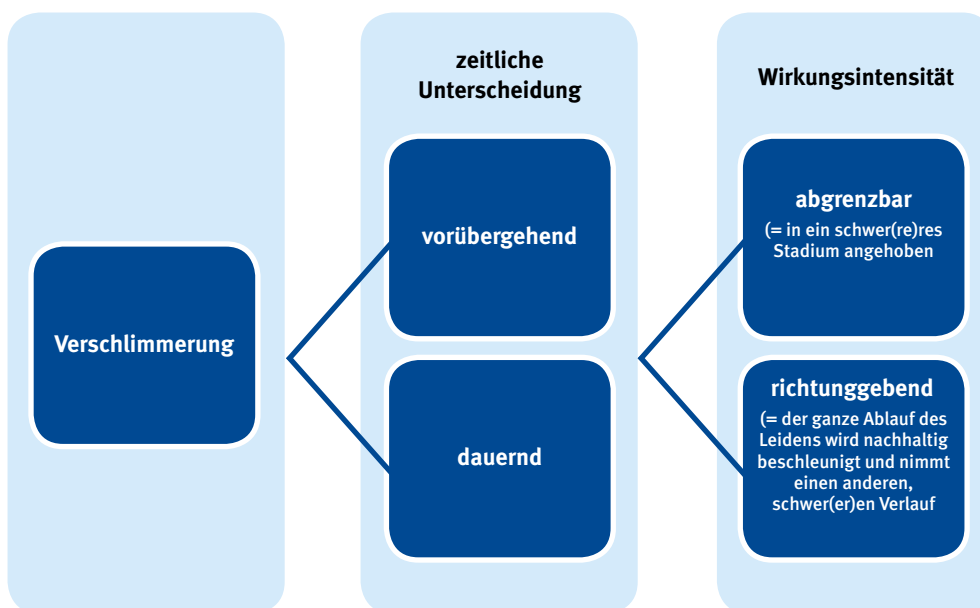 zeitliche
Unterscheidung
Wirkungsintensität
Verschlimmerung
vorübergehend
dauernd
abgrenzbar
(= in ein schwer(re)res
Stadium angehoben
richtunggebend
(= der ganze Ablauf des
Leidens wird nachhaltig
beschleunigt und nimmt
einen anderen,
schwer(er)en Verlauf